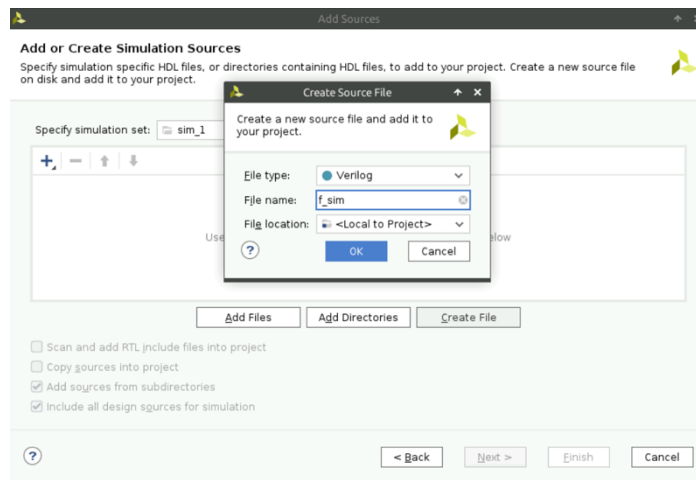 Add Sources
Add or Create Simulation Sources
Specify simulation specific HDL files, or directories containing HDL files, to add to your project. Create a new source file
on disk and add it to your project.
Create Source File
Create a new source file and add it to
your project.
Specify simulation set: sim_1
File type: Verilog
File name: f_sim
File location: <Local to Project>
Use
elow
? OK Cancel
Add Files Add Directories Create File
Scan and add RTL include files into project
Copy sources into project
Add sources from subdirectories
Include all design sources for simulation
? < Back Next > Finish Cancel